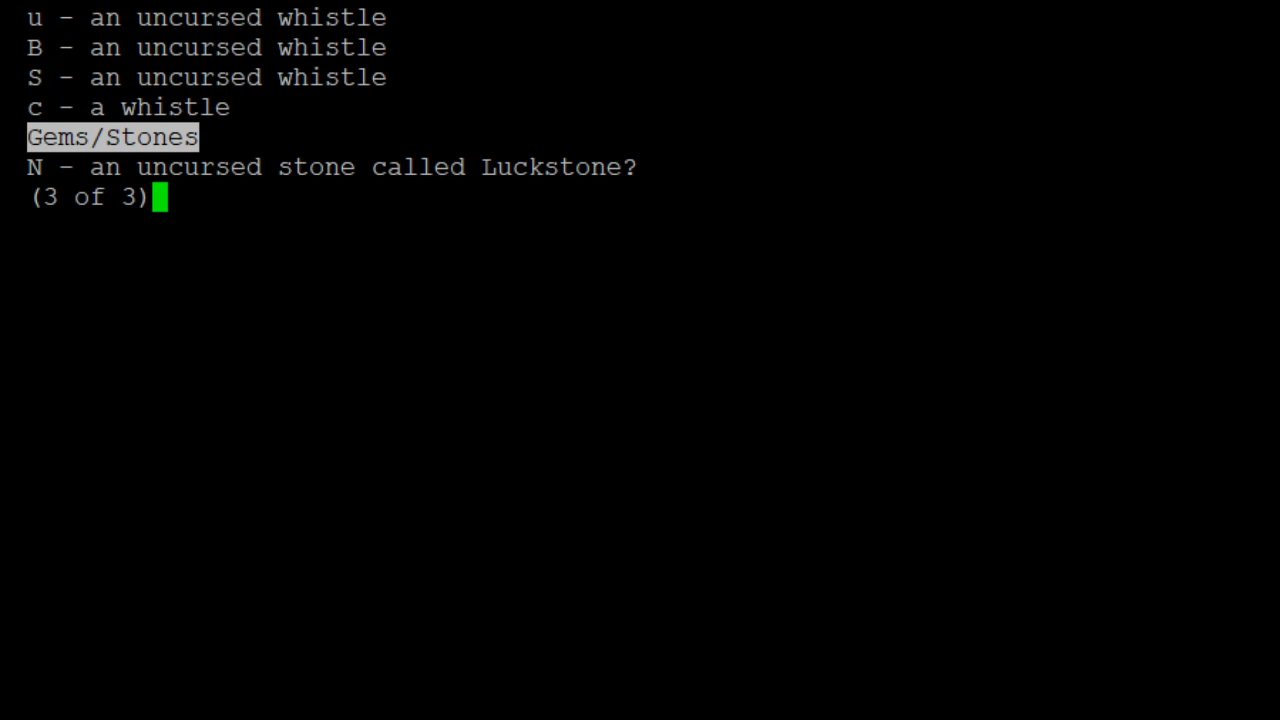 u - an uncursed whistle
B - an uncursed whistle
S - an uncursed whistle
c - a whistle
Gems/Stones
N - an uncursed stone called Luckstone?
(3 of 3)